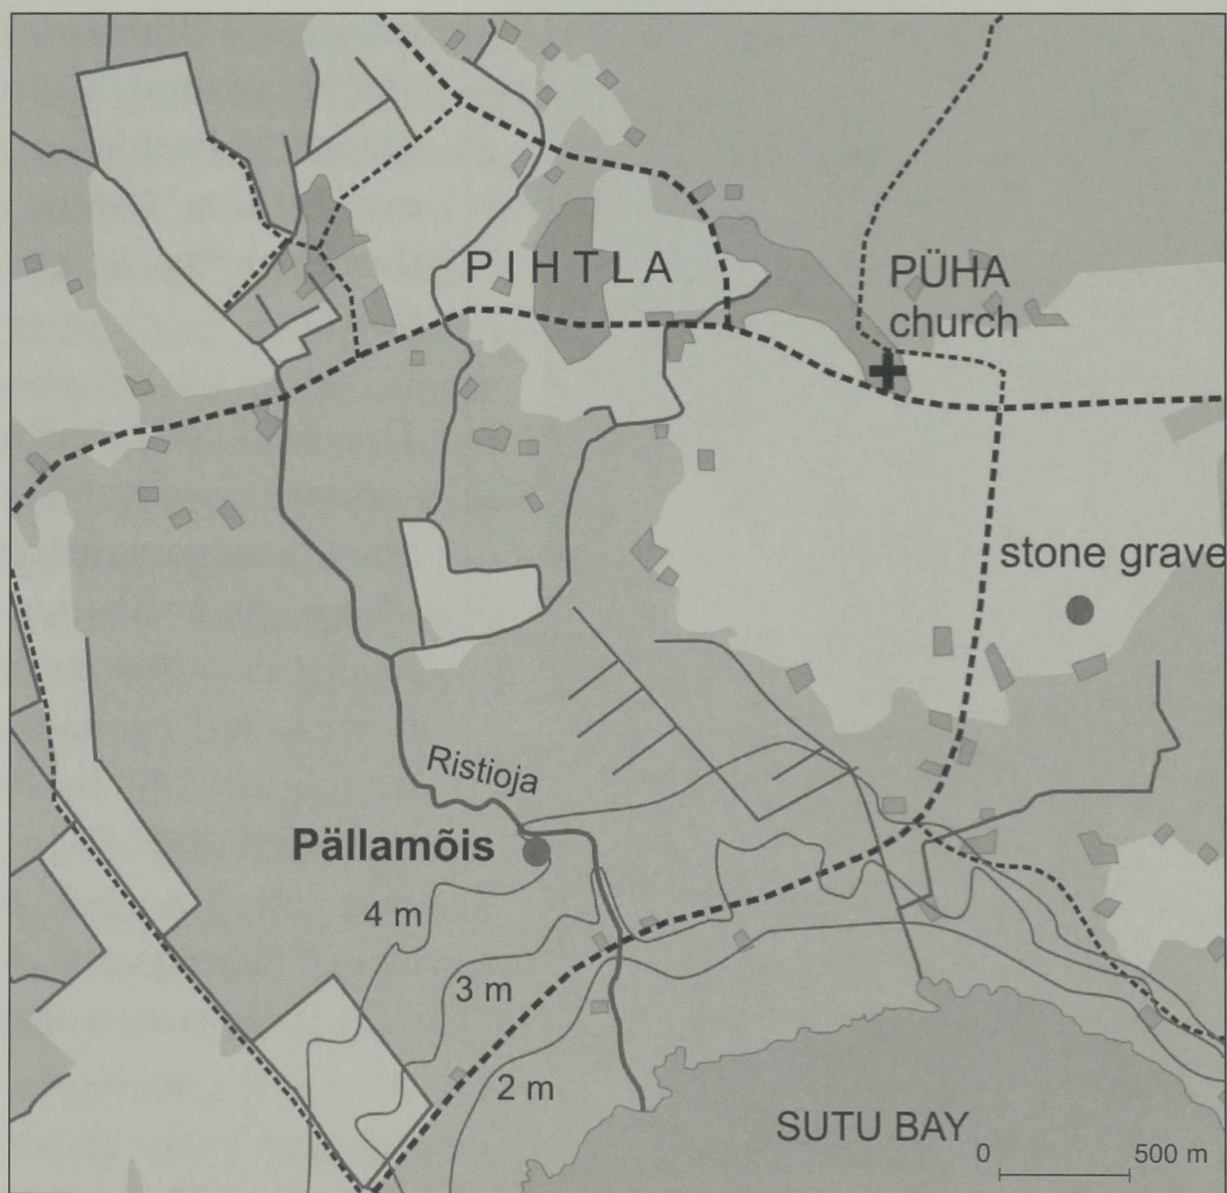 PIHTLA
PÜHA
church
stone grave
Ristioja
Pällamõis
4 m
3 m
2 m
SUTU BAY
0 500 m